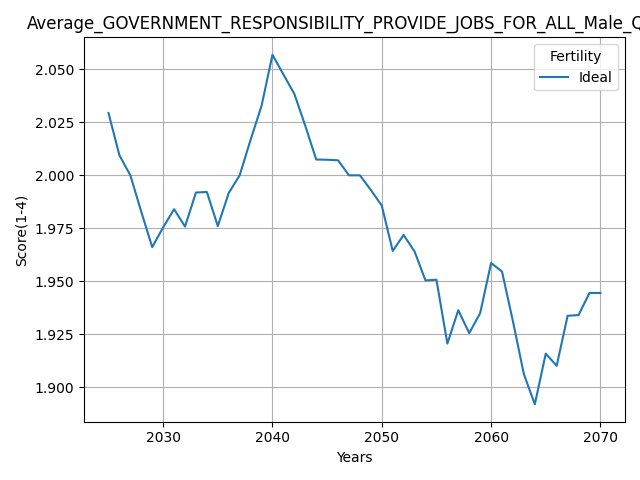 Average_GOVERNMENT_RESPONSIBILITY_PROVIDE_JOBS_FOR_ALL_Male_Q
Fertility
Ideal
2.050
2.025
2.000
1.975
1.950
1.925
1.900
Score(1-4)
2030 2040 2050 2060 2070
Years